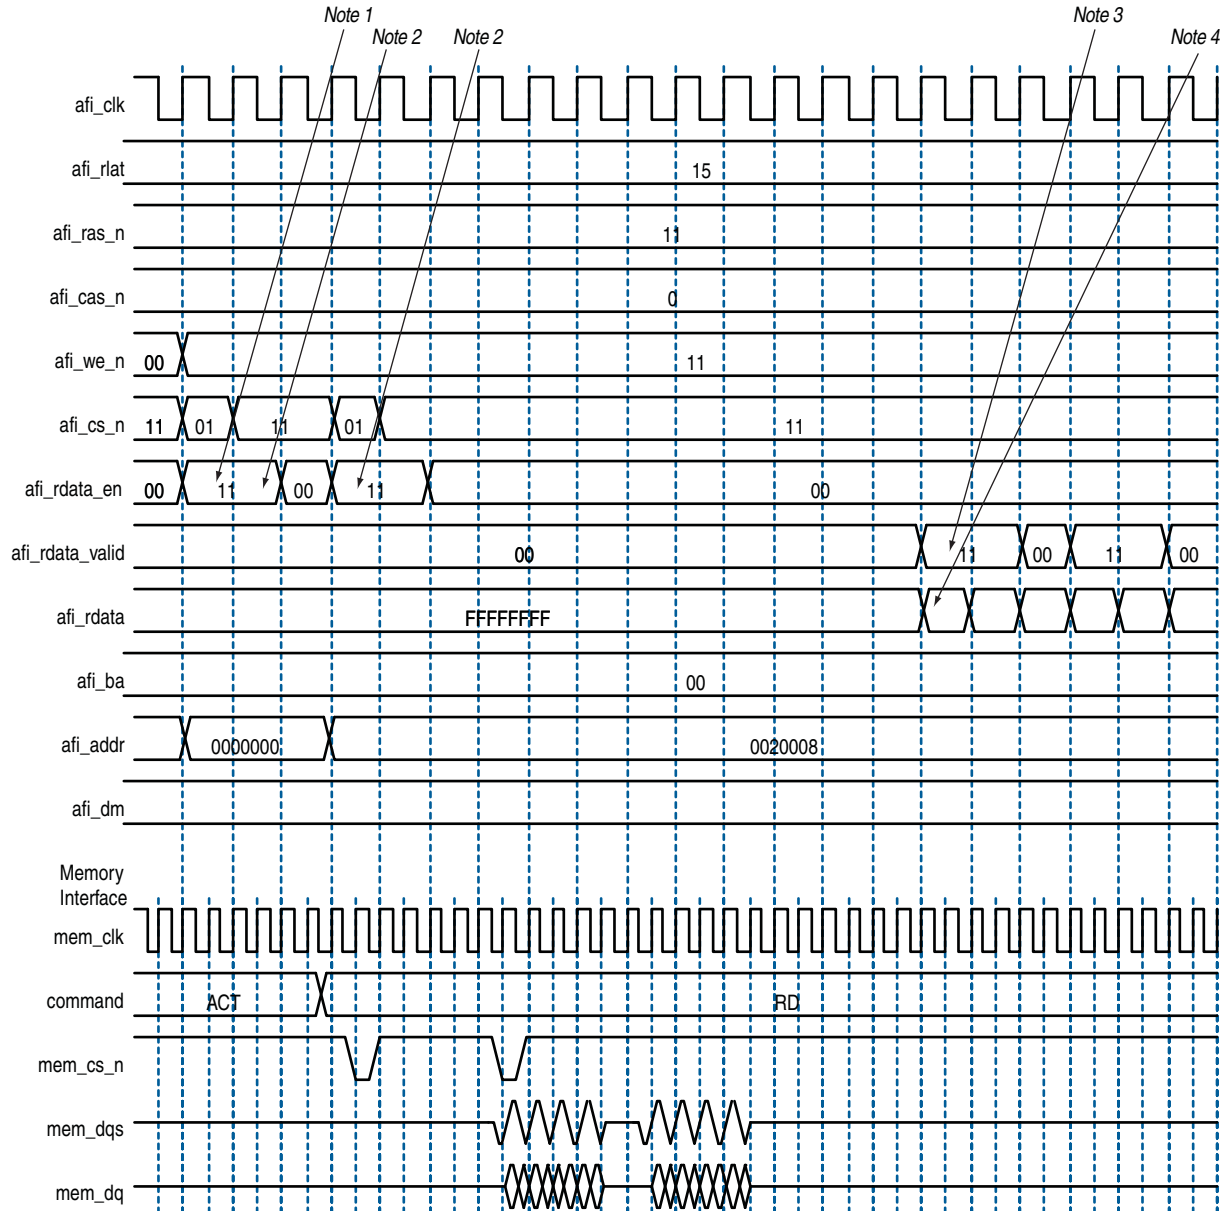 Note 1
Note 2
Note 2
Note 3
Note 4
afi_clk
afi_rlat
15
afi_ras_n
11
afi_cas_n
0
afi_we_n
00
11
afi_cs_n
11
01
11
01
11
afi_rdata_en
00
11
00
11
00
afi_rdata_valid
00
11
00
11
00
afi_rdata
FFFFFFFF
afi_ba
00
afi_addr
0000000
0020008
afi_dm
Memory
Interface
mem_clk
command
ACT
RD
mem_cs_n
mem_dqs
mem_dq